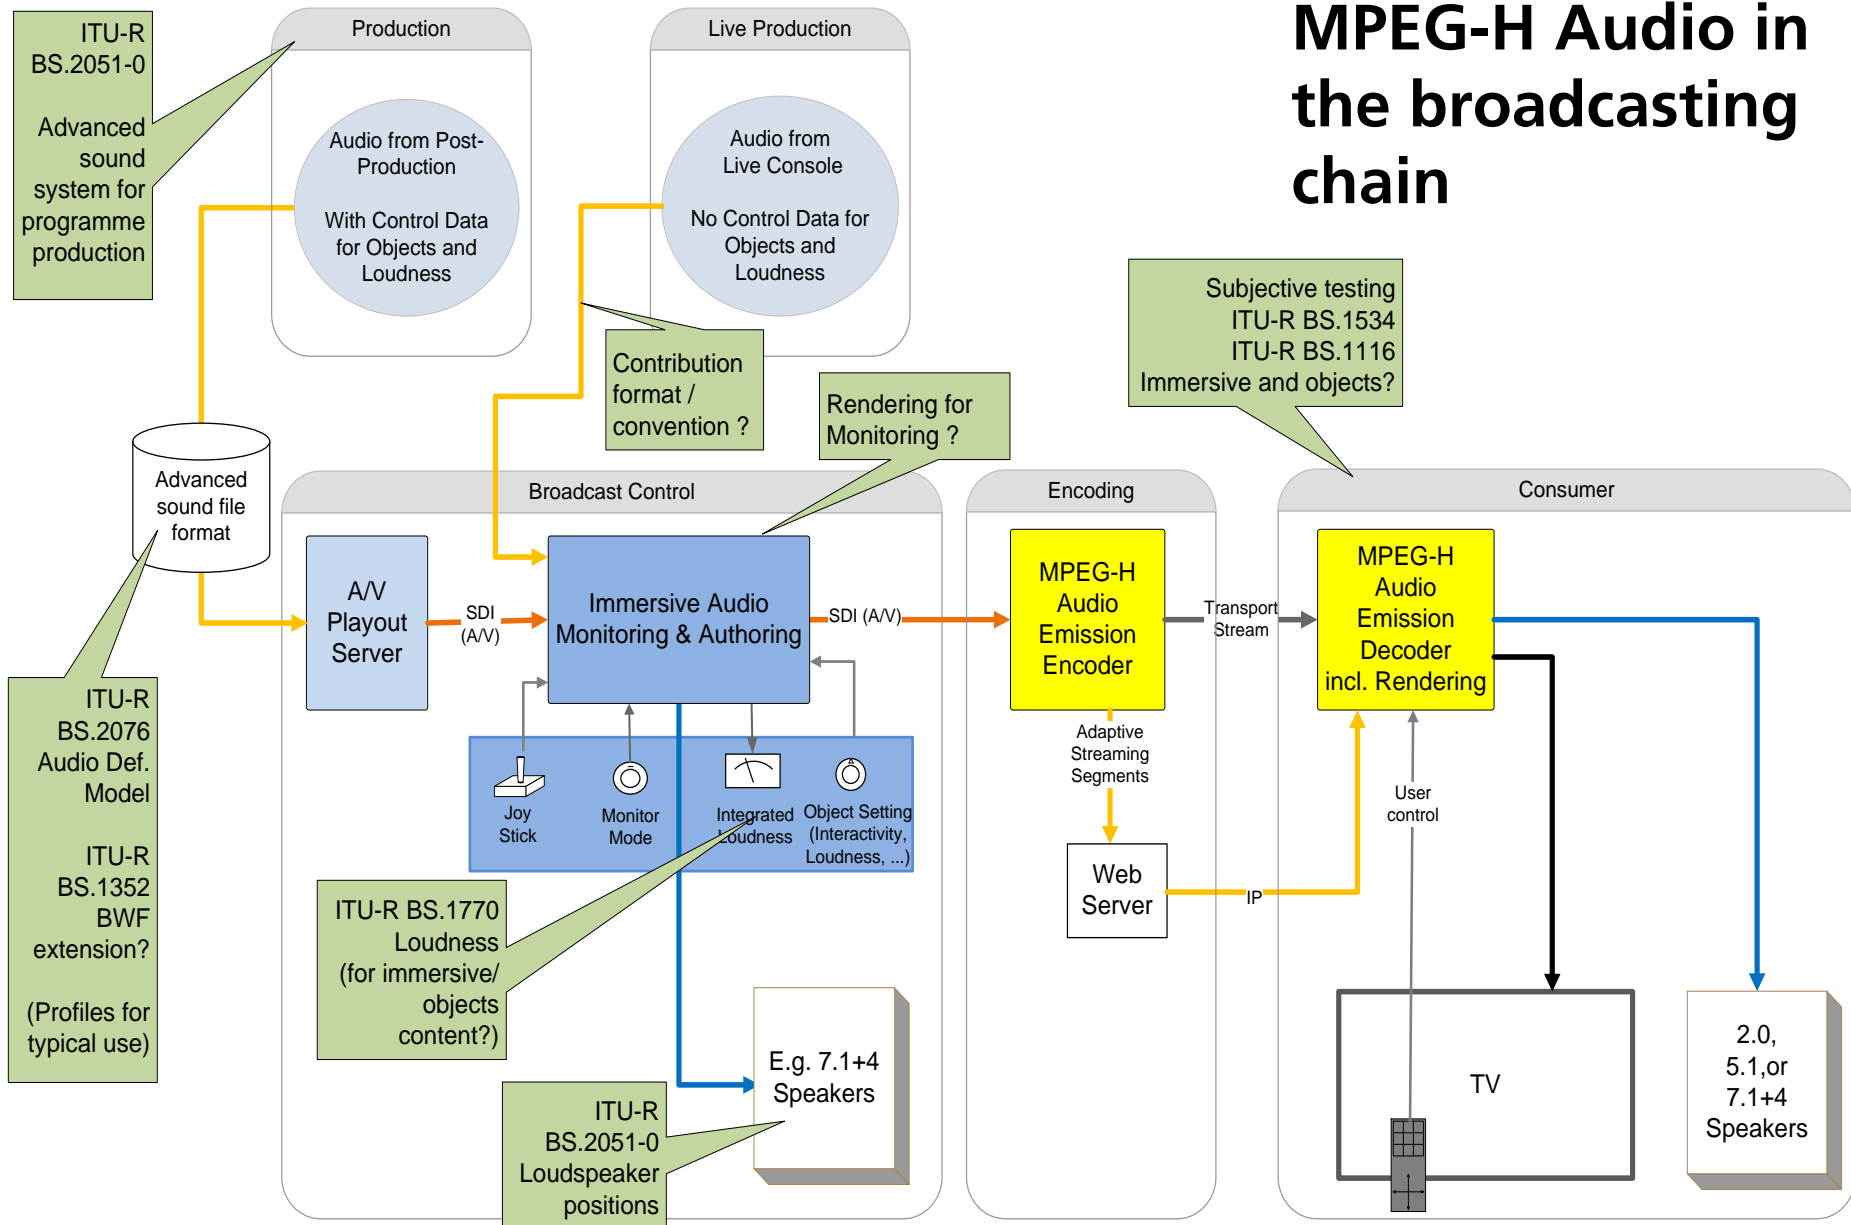 MPEG-H Audio in
the broadcasting
chain
ITU-R
BS.2051-0
Advanced
sound
system for
programme
production
Production
Audio from Post-
Production
With Control Data
for Objects and
Loudness
Live Production
Audio from
Live Console
No Control Data for
Objects and
Loudness
Contribution
format /
convention ?
Rendering for
Monitoring ?
Subjective testing
ITU-R BS.1534
ITU-R BS.1116
Immersive and objects?
Advanced
sound file
format
ITU-R
BS.2076
Audio Def.
Model
ITU-R
BS.1352
BWF
extension?
(Profiles for
typical use)
Broadcast Control
A/V
Playout
Server
SDI
(A/V)
Immersive Audio
Monitoring & Authoring
SDI (A/V)
Joy
Stick
Monitor
Mode
Integrated
Loudness
Object Setting
(Interactivity,
Loudness, ...)
ITU-R BS.1770
Loudness
(for immersive/
objects
content?)
E.g. 7.1+4
Speakers
ITU-R
BS.2051-0
Loudspeaker
positions
Encoding
MPEG-H
Audio
Emission
Encoder
Transport
Stream
Adaptive
Streaming
Segments
Web
Server
IP
Consumer
MPEG-H
Audio
Emission
Decoder
incl. Rendering
User
control
TV
2.0,
5.1,or
7.1+4
Speakers